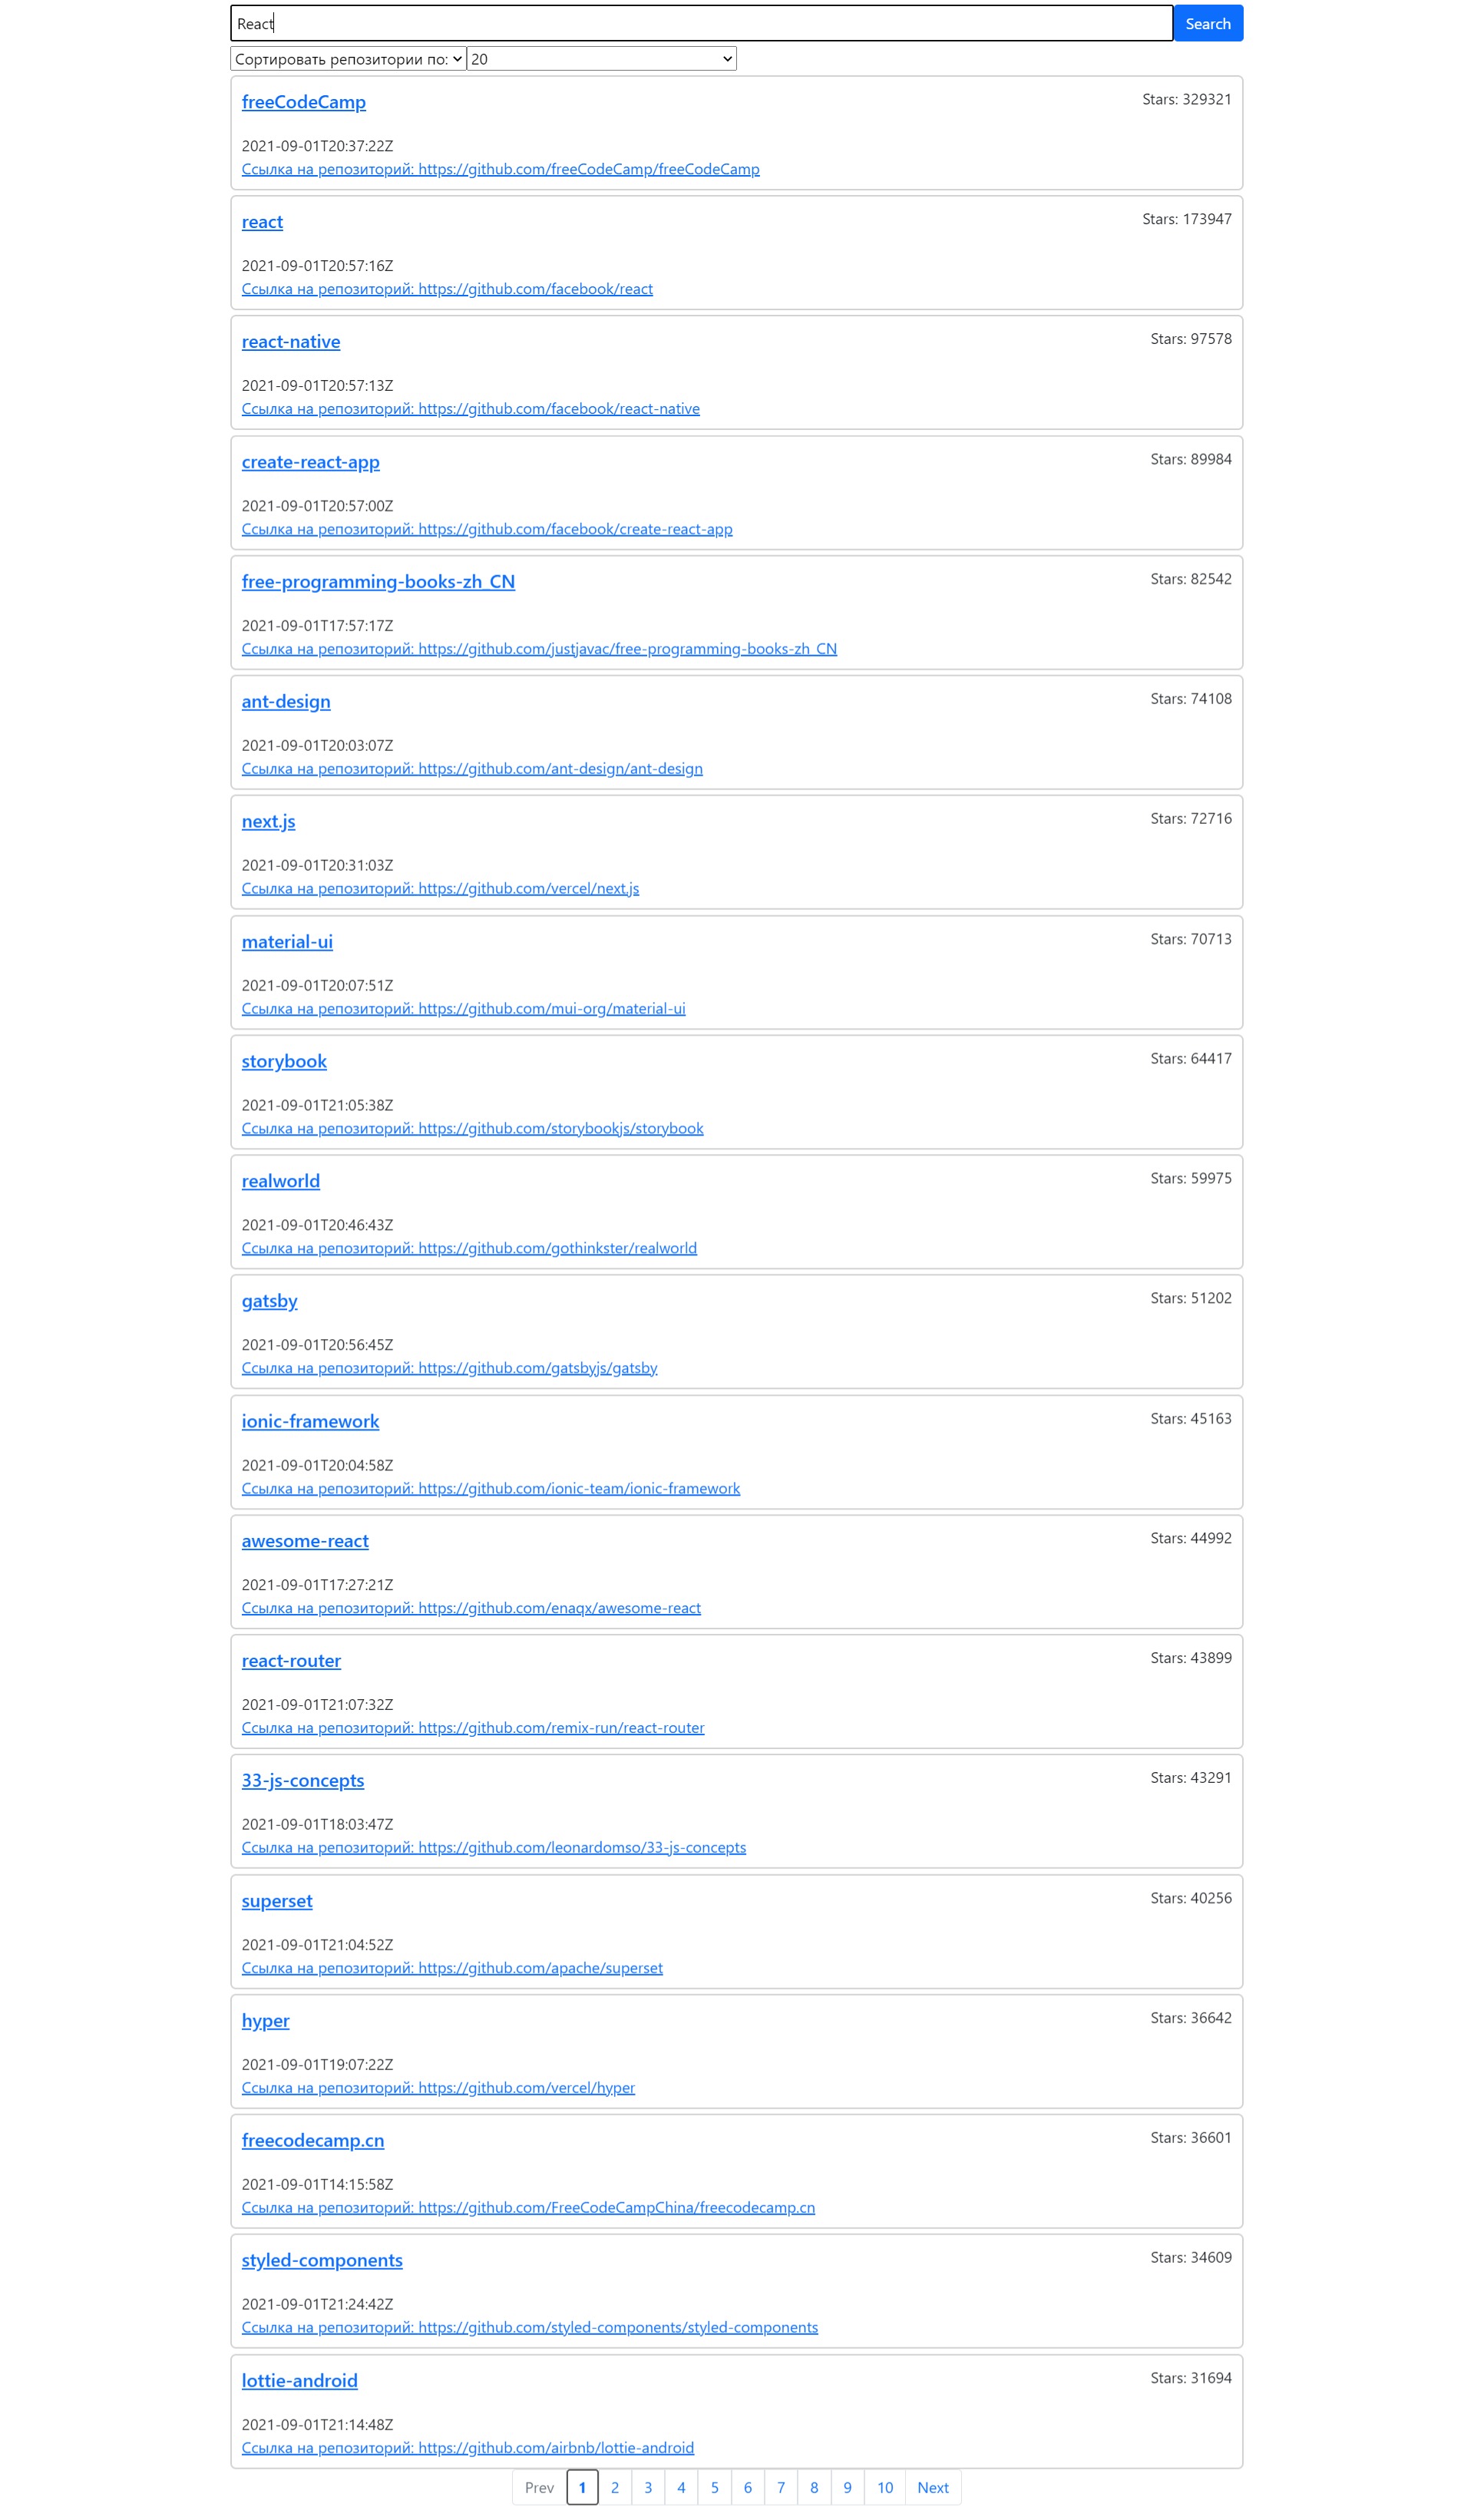 React
Search
Сортировать репозитории по:
20
freeCodeCamp
Stars: 329321
2021-09-01T20:37:22Z
Ссылка на репозиторий: https://github.com/freeCodeCamp/freeCodeCamp
react
Stars: 173947
2021-09-01T20:57:16Z
Ссылка на репозиторий: https://github.com/facebook/react
react-native
Stars: 97578
2021-09-01T20:57:13Z
Ссылка на репозиторий: https://github.com/facebook/react-native
create-react-app
Stars: 89984
2021-09-01T20:57:00Z
Ссылка на репозиторий: https://github.com/facebook/create-react-app
free-programming-books-zh_CN
Stars: 82542
2021-09-01T17:57:17Z
Ссылка на репозиторий: https://github.com/justjavac/free-programming-books-zh_CN
ant-design
Stars: 74108
2021-09-01T20:03:07Z
Ссылка на репозиторий: https://github.com/ant-design/ant-design
next.js
Stars: 72716
2021-09-01T20:31:03Z
Ссылка на репозиторий: https://github.com/vercel/next.js
material-ui
Stars: 70713
2021-09-01T20:07:51Z
Ссылка на репозиторий: https://github.com/mui-org/material-ui
storybook
Stars: 64417
2021-09-01T21:05:38Z
Ссылка на репозиторий: https://github.com/storybookjs/storybook
realworld
Stars: 59975
2021-09-01T20:46:43Z
Ссылка на репозиторий: https://github.com/gothinkster/realworld
gatsby
Stars: 51202
2021-09-01T20:56:45Z
Ссылка на репозиторий: https://github.com/gatsbyjs/gatsby
ionic-framework
Stars: 45163
2021-09-01T20:04:58Z
Ссылка на репозиторий: https://github.com/ionic-team/ionic-framework
awesome-react
Stars: 44992
2021-09-01T17:27:21Z
Ссылка на репозиторий: https://github.com/enaqx/awesome-react
react-router
Stars: 43899
2021-09-01T21:07:32Z
Ссылка на репозиторий: https://github.com/remix-run/react-router
33-js-concepts
Stars: 43291
2021-09-01T18:03:47Z
Ссылка на репозиторий: https://github.com/leonardomso/33-js-concepts
superset
Stars: 40256
2021-09-01T21:04:52Z
Ссылка на репозиторий: https://github.com/apache/superset
hyper
Stars: 36642
2021-09-01T19:07:22Z
Ссылка на репозиторий: https://github.com/vercel/hyper
freecodecamp.cn
Stars: 36601
2021-09-01T14:15:58Z
Ссылка на репозиторий: https://github.com/FreeCodeCampChina/freecodecamp.cn
styled-components
Stars: 34609
2021-09-01T21:24:42Z
Ссылка на репозиторий: https://github.com/styled-components/styled-components
lottie-android
Stars: 31694
2021-09-01T21:14:48Z
Ссылка на репозиторий: https://github.com/airbnb/lottie-android
Prev 1 2 3 4 5 6 7 8 9 10 Next